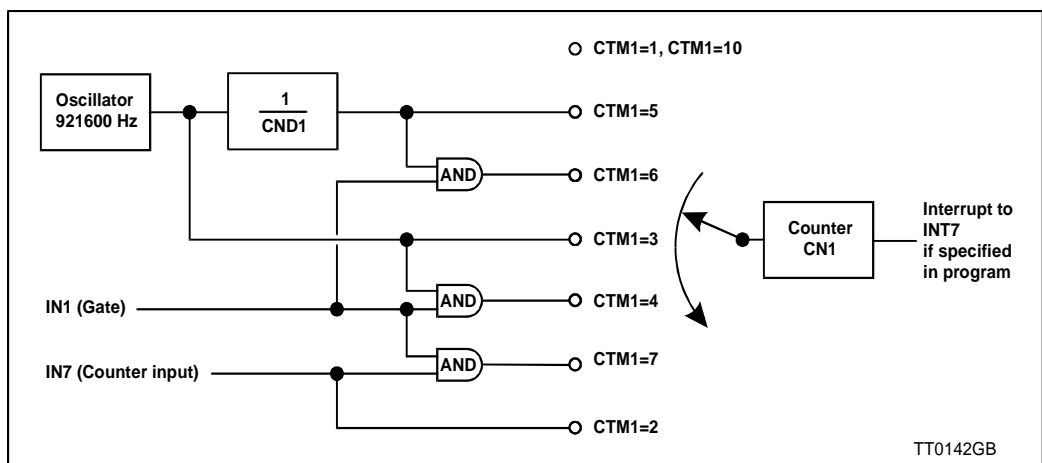 CTM1=1, CTM1=10
Oscillator
921600 Hz
1
CND1
CTM1=5
AND
CTM1=6
CTM1=3
Counter
CN1
Interrupt to
INT7
if specified
in program
IN1 (Gate)
AND
CTM1=4
AND
CTM1=7
IN7 (Counter input)
CTM1=2
TT0142GB